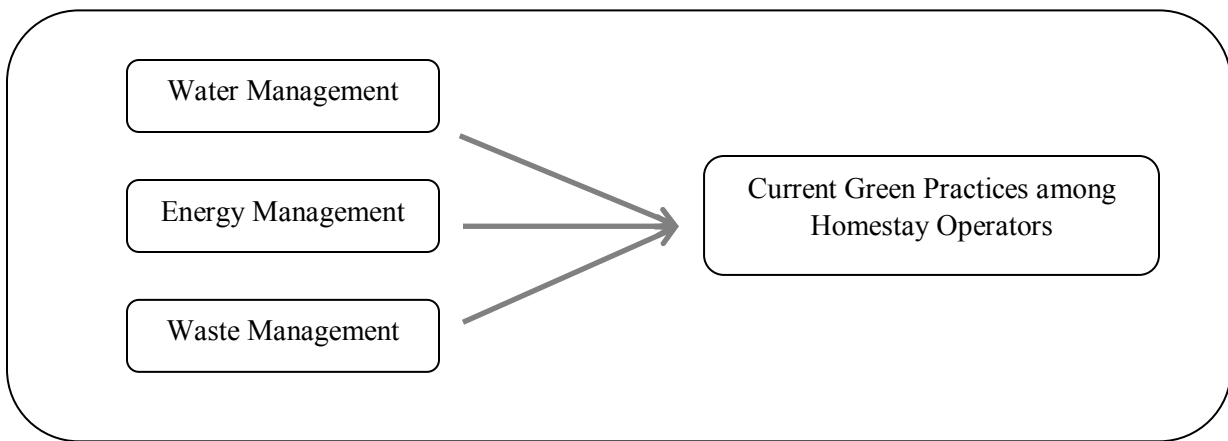 Water Management
Energy Management
Waste Management
Current Green Practices among
Homestay Operators